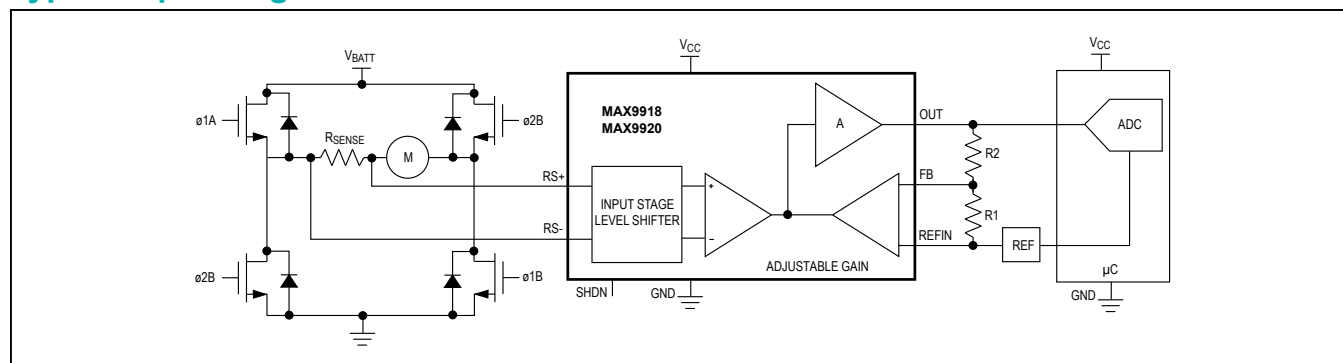 VBATT
ø1A
ø2B
RSENSE
M
ø2B
ø1B
VCC
MAX9918
MAX9920
RS+
RS-
INPUT STAGE
LEVEL SHIFTER
+
−
A
ADJUSTABLE GAIN
OUT
FB
REFIN
SHDN
GND
R2
R1
REF
VCC
ADC
µC
GND